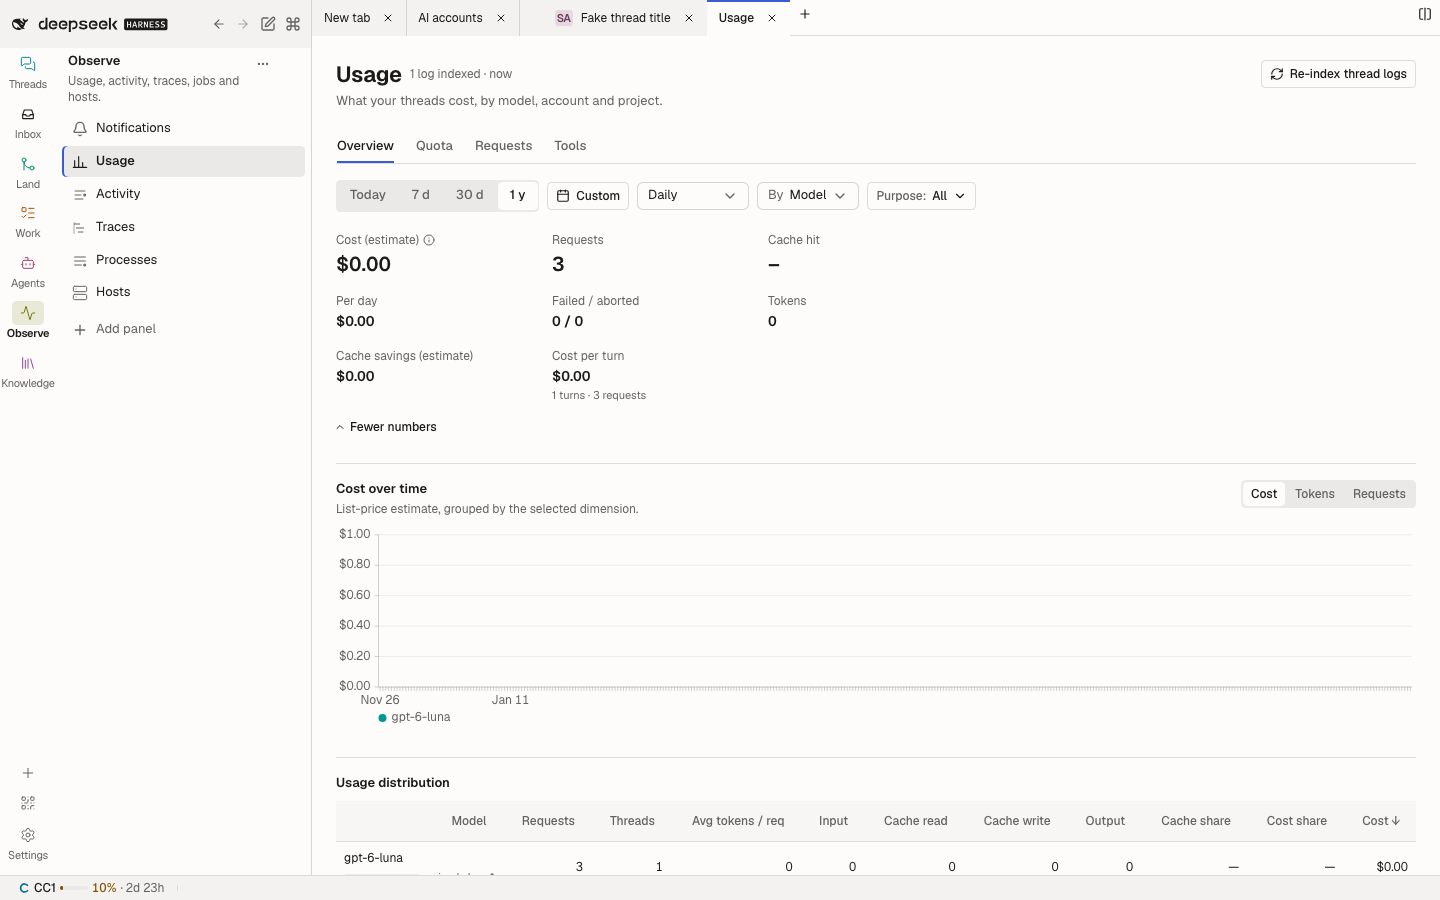 deepseek HARNESS
New tab
AI accounts
SA Fake thread title
Usage
Threads
Inbox
Land
Work
Agents
Observe
Knowledge
Settings
Observe
Usage, activity, traces, jobs and
hosts.
Notifications
Usage
Activity
Traces
Processes
Hosts
Add panel
Usage 1 log indexed · now
Re-index thread logs
What your threads cost, by model, account and project.
Overview Quota Requests Tools
Today 7 d 30 d 1 y Custom Daily By Model Purpose: All
Cost (estimate) Requests Cache hit
$0.00 3 –
Per day Failed / aborted Tokens
$0.00 0 / 0 0
Cache savings (estimate) Cost per turn
$0.00 $0.00
1 turns · 3 requests
Fewer numbers
Cost over time
Cost Tokens Requests
List-price estimate, grouped by the selected dimension.
$1.00
$0.80
$0.60
$0.40
$0.20
$0.00
Nov 26 Jan 11
gpt-6-luna
Usage distribution
Model Requests Threads Avg tokens / req Input Cache read Cache write Output Cache share Cost share Cost ↓
gpt-6-luna
3 1 0 0 0 0 0 — — $0.00
C CC1 10% · 2d 23h